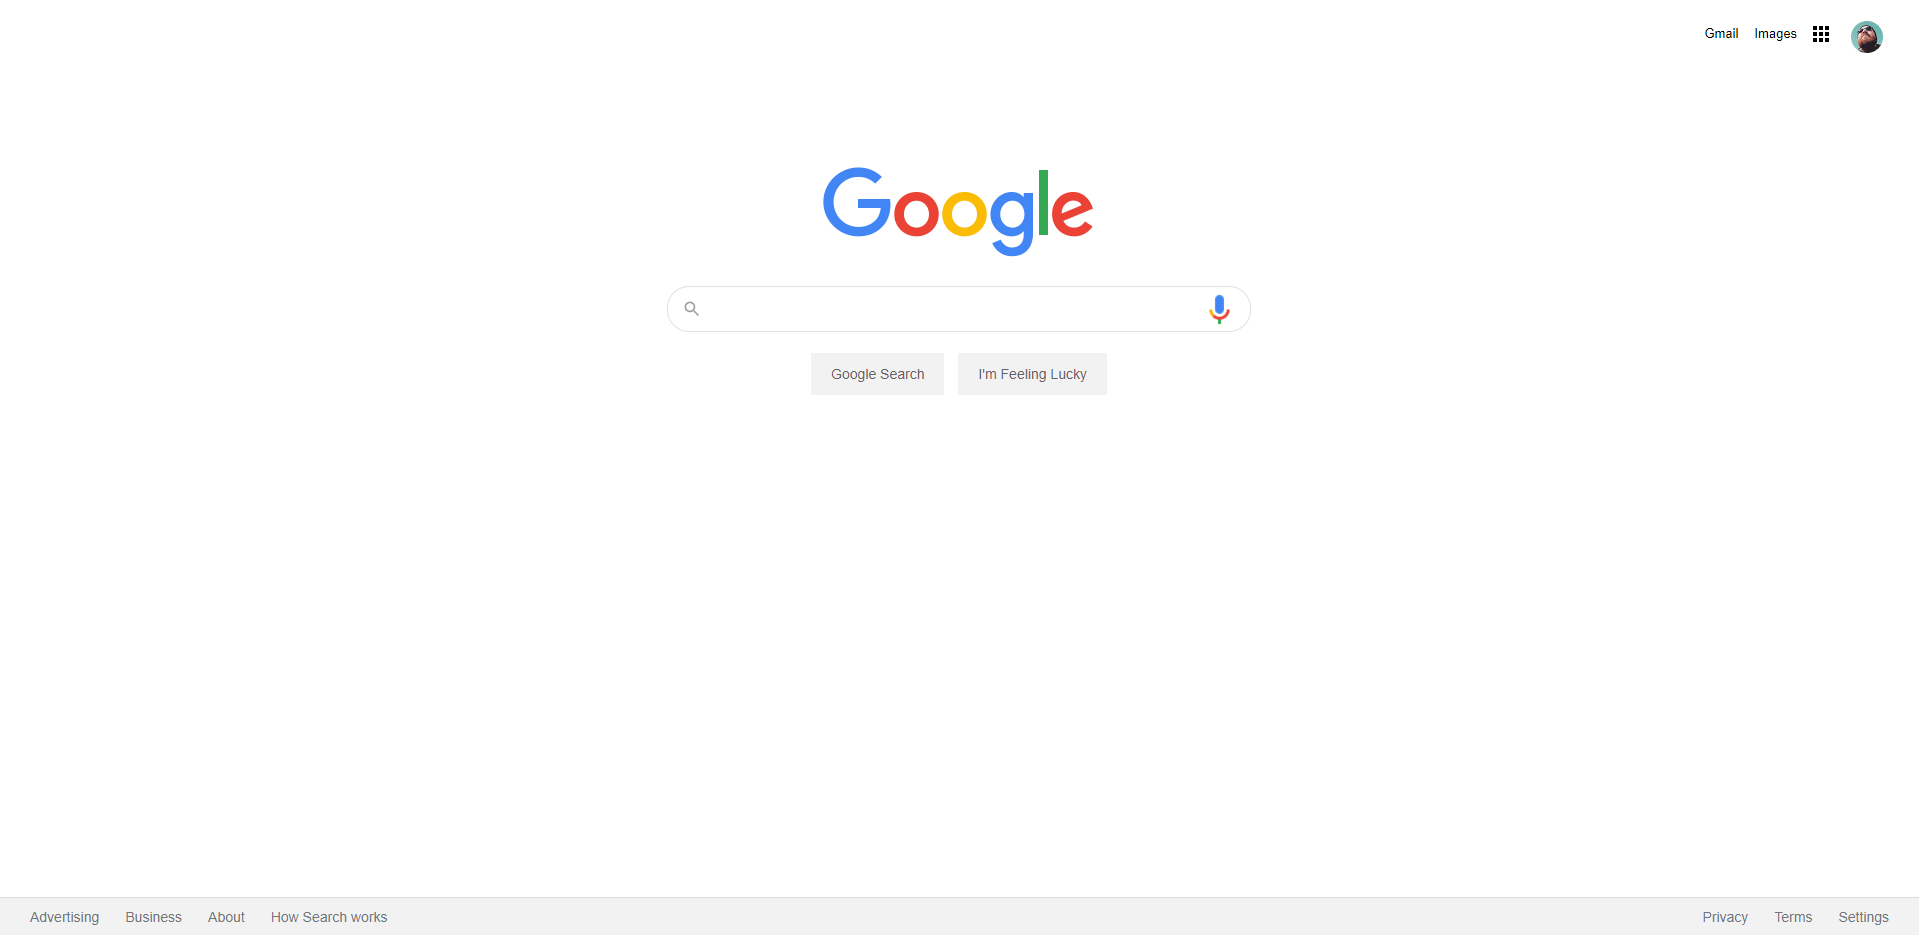 Gmail Images
Google
Google Search I'm Feeling Lucky
Advertising Business About How Search works Privacy Terms Settings